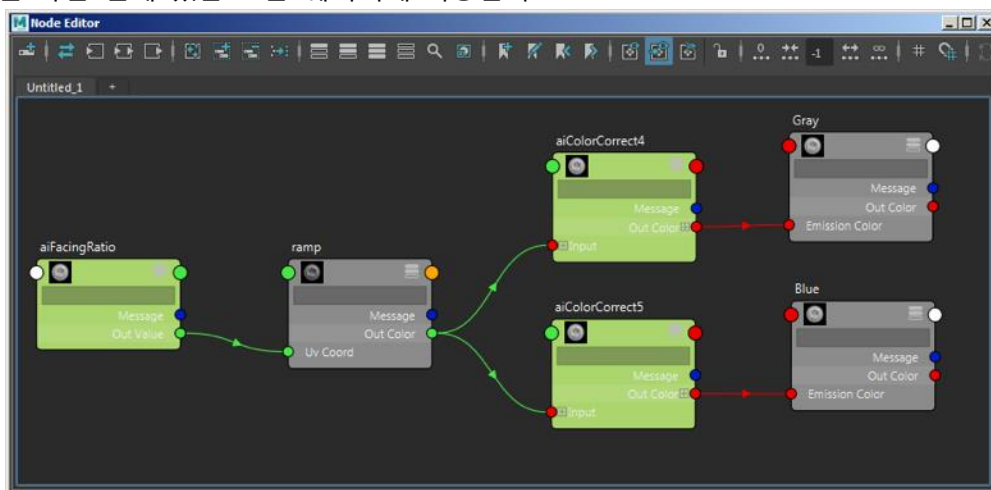 Node Editor
0
-1
∞
Untitled_1 +
aiFacingRatio
Message
Out Value
ramp
Message
Out Color
Uv Coord
aiColorCorrect4
Message
Out Color
Input
aiColorCorrect5
Message
Out Color
Input
Gray
Message
Out Color
Emission Color
Blue
Message
Out Color
Emission Color